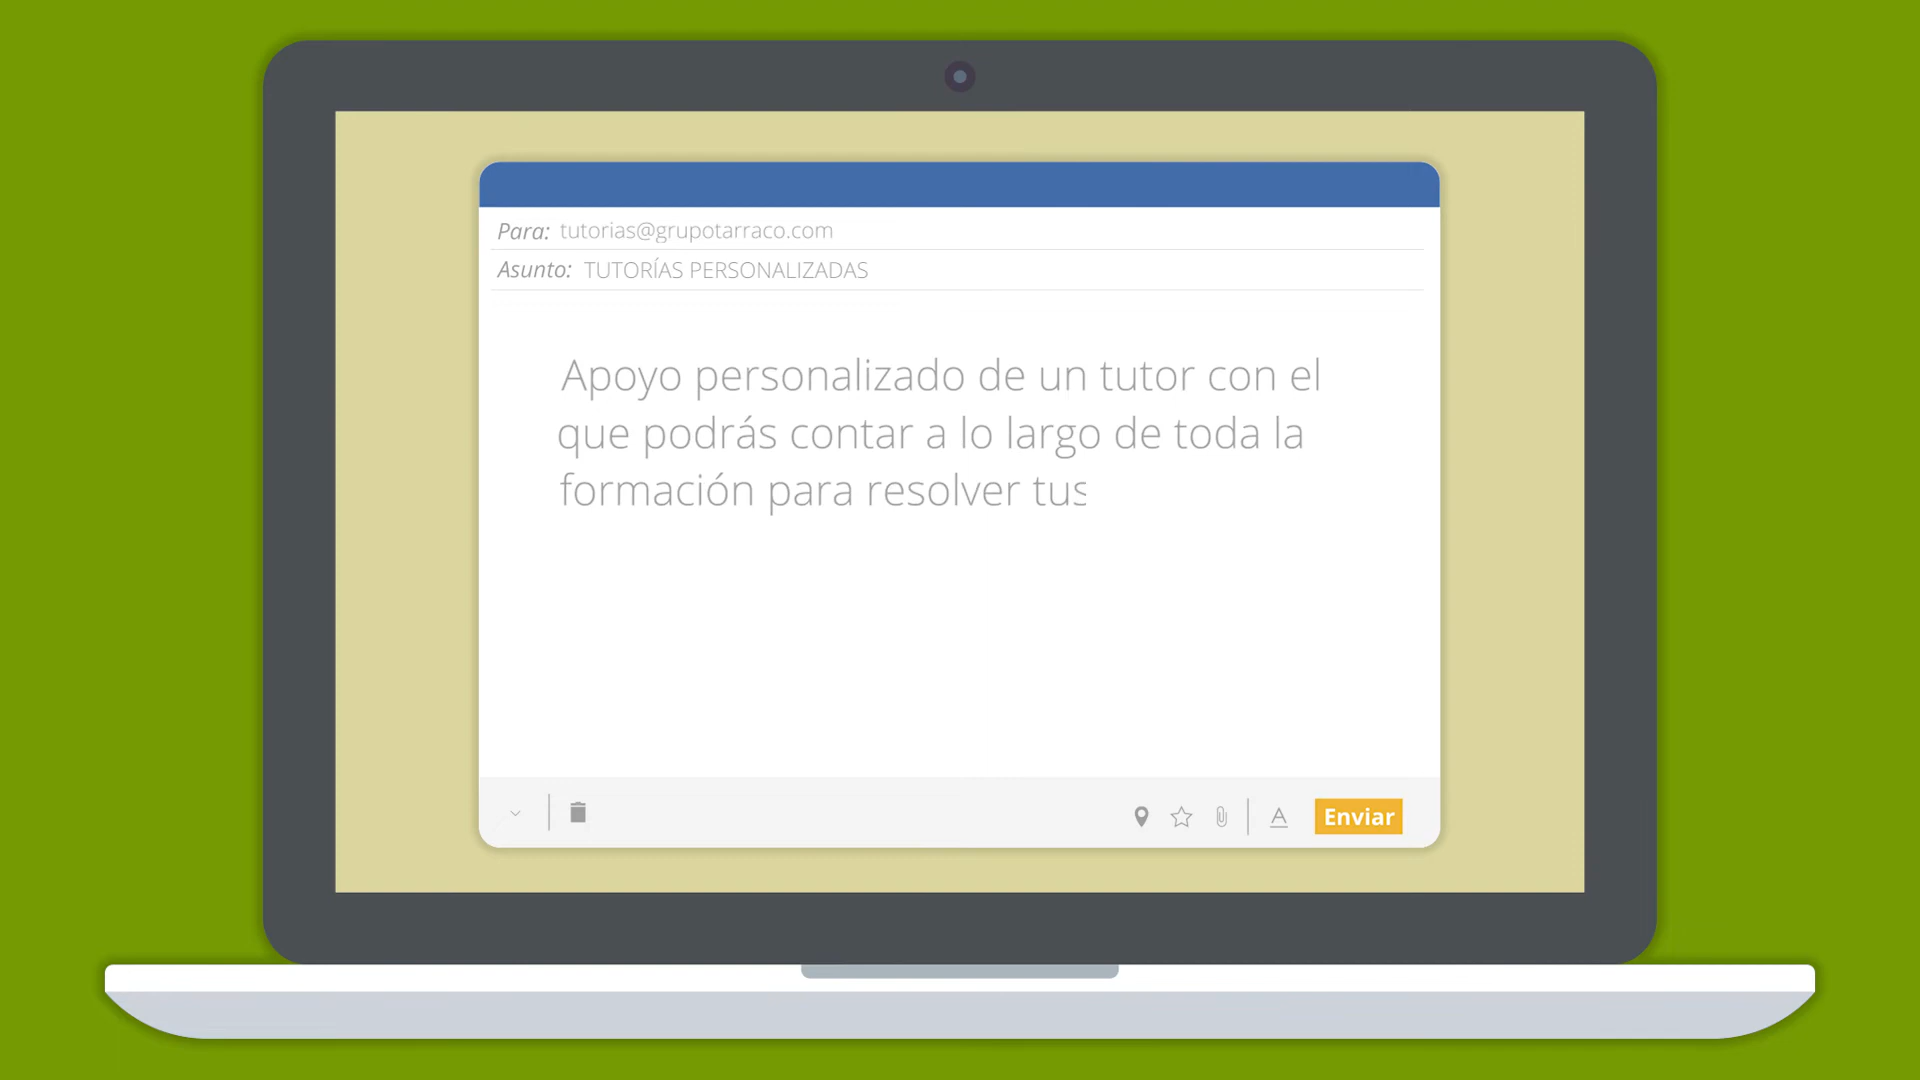 Para: tutorias@grupotarraco.com
Asunto: TUTORÍAS PERSONALIZADAS
Apoyo personalizado de un tutor con el
que podrás contar a lo largo de toda la
formación para resolver tus
A
Enviar